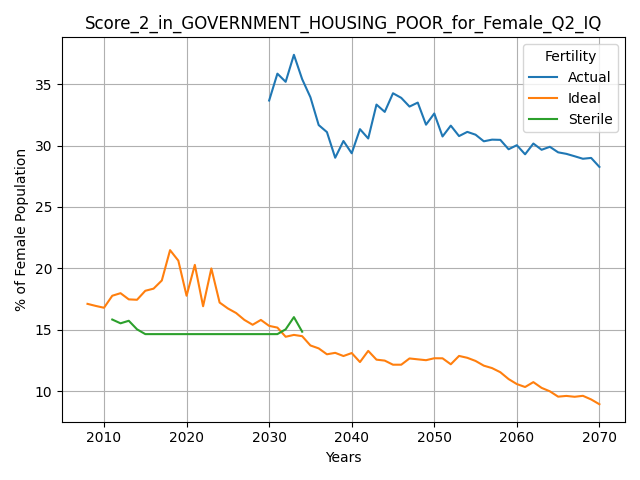 Score_2_in_GOVERNMENT_HOUSING_POOR_for_Female_Q2_IQ
Fertility
Actual
Ideal
Sterile
% of Female Population
35
30
25
20
15
10
2010 2020 2030 2040 2050 2060 2070
Years